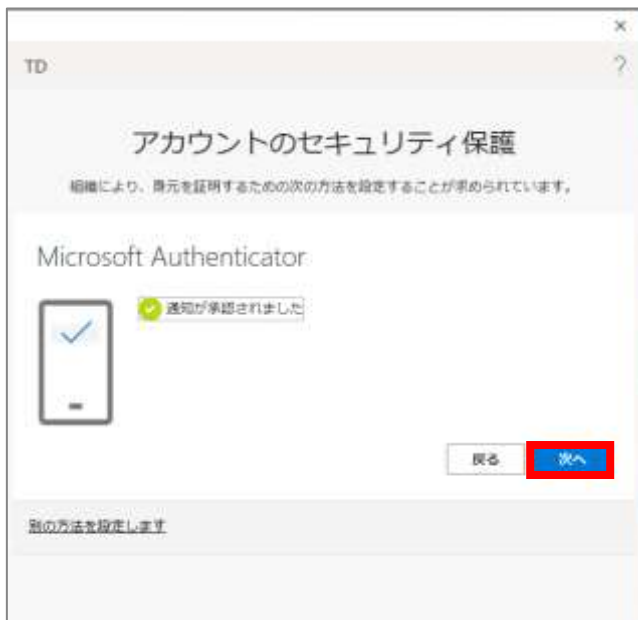 TD
?
アカウントのセキュリティ保護
組織により、身元を証明するための次の方法を設定することが求められています。
Microsoft Authenticator
通知が承認されました
戻る
次へ
別の方法を設定します